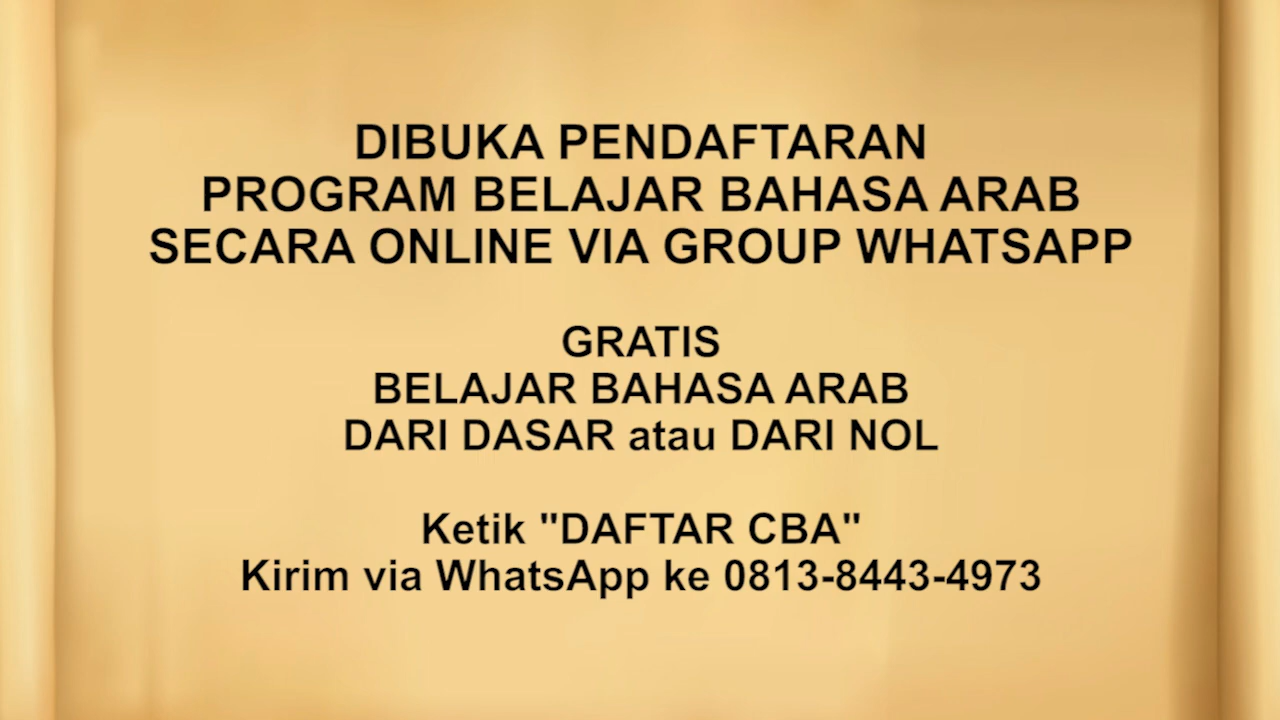 DIBUKA PENDAFTARAN
PROGRAM BELAJAR BAHASA ARAB
SECARA ONLINE VIA GROUP WHATSAPP
GRATIS
BELAJAR BAHASA ARAB
DARI DASAR atau DARI NOL
Ketik "DAFTAR CBA"
Kirim via WhatsApp ke 0813-8443-4973